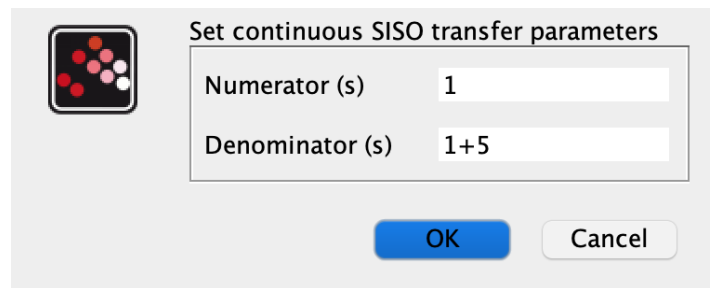 Set continuous SISO transfer parameters
Numerator (s) 1
Denominator (s) 1+5
OK Cancel